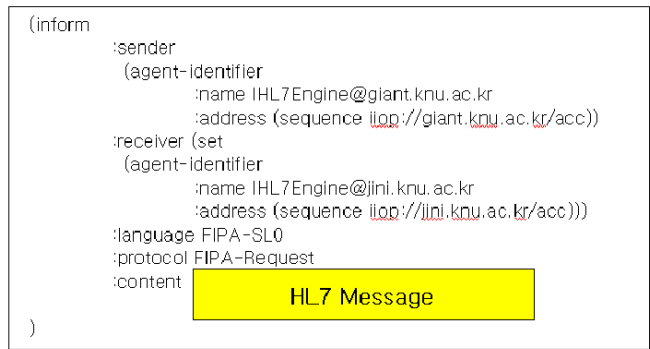 (inform
:sender
(agent-identifier
:name IHL7Engine@giant.knu.ac.kr
:address (sequence iiop://giant.knu.ac.kr/acc))
:receiver (set
(agent-identifier
:name IHL7Engine@jini.knu.ac.kr
:address (sequence iiop://jini.knu.ac.kr/acc)))
:language FIPA-SL0
:protocol FIPA-Request
:content
HL7 Message
)